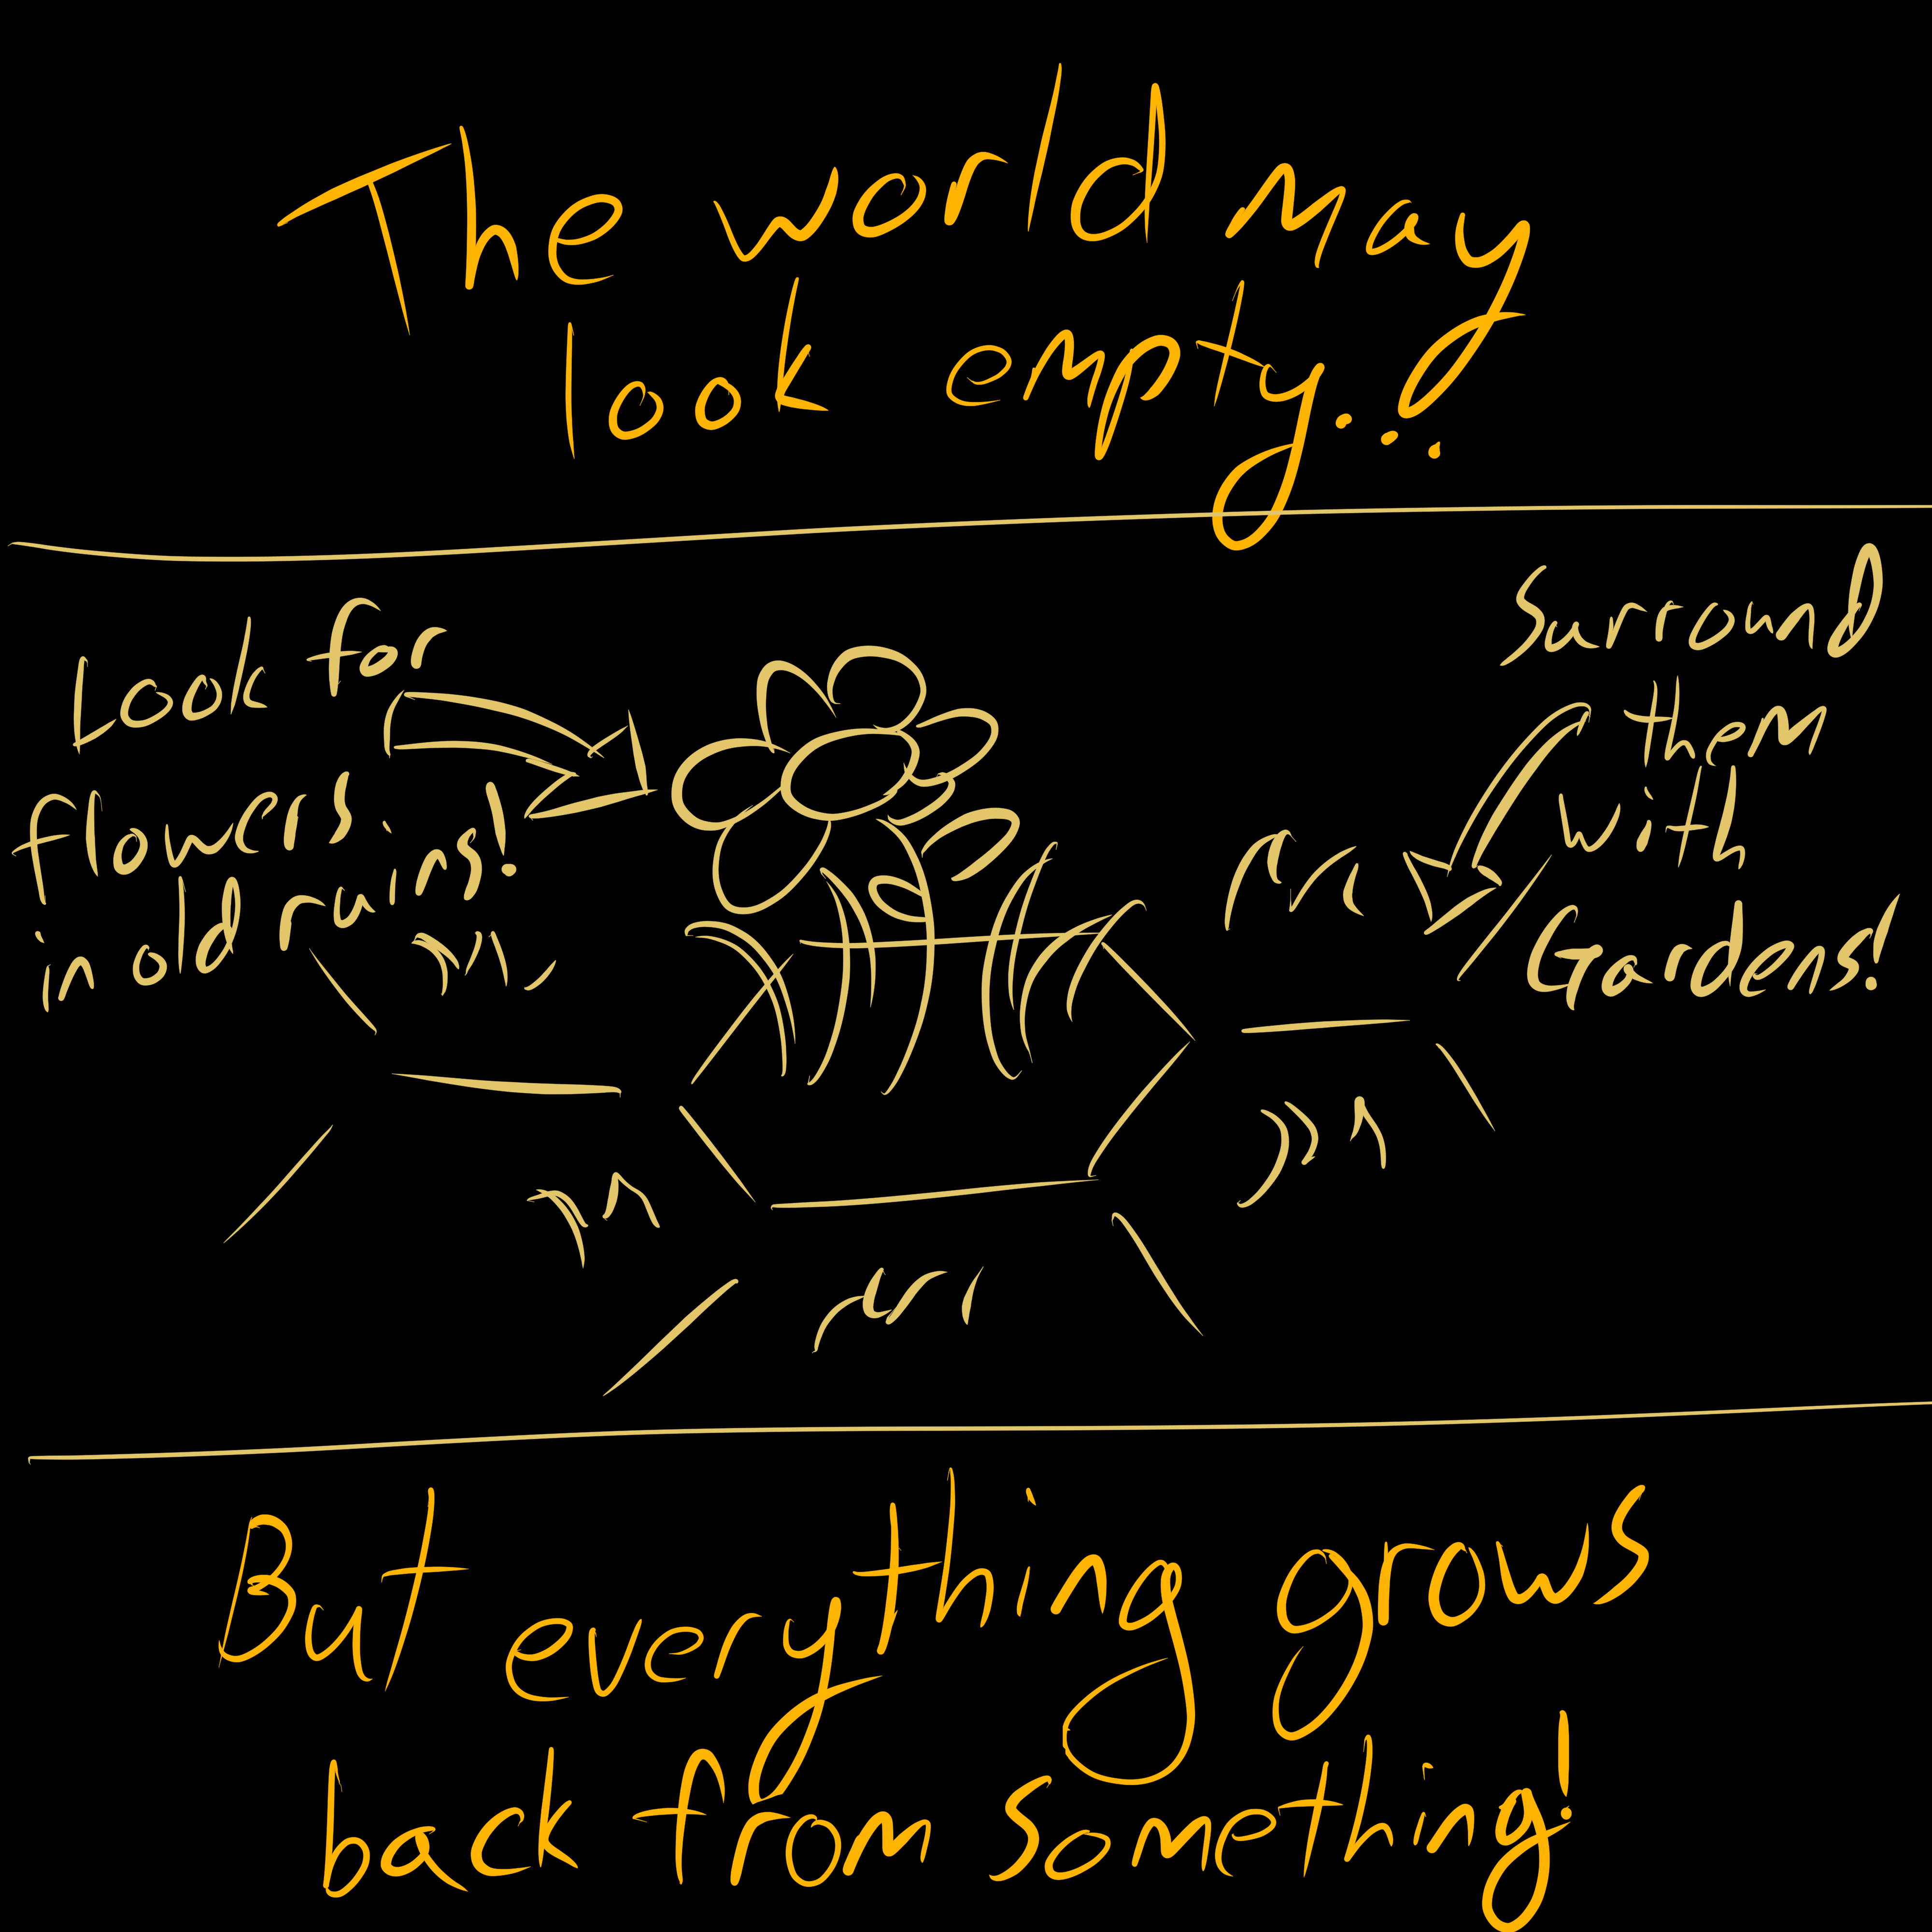 The world may
look empty...
Look for
flowers in
in old ruins!
Surround
them
with
Gardens!
But everything grows
back from something!